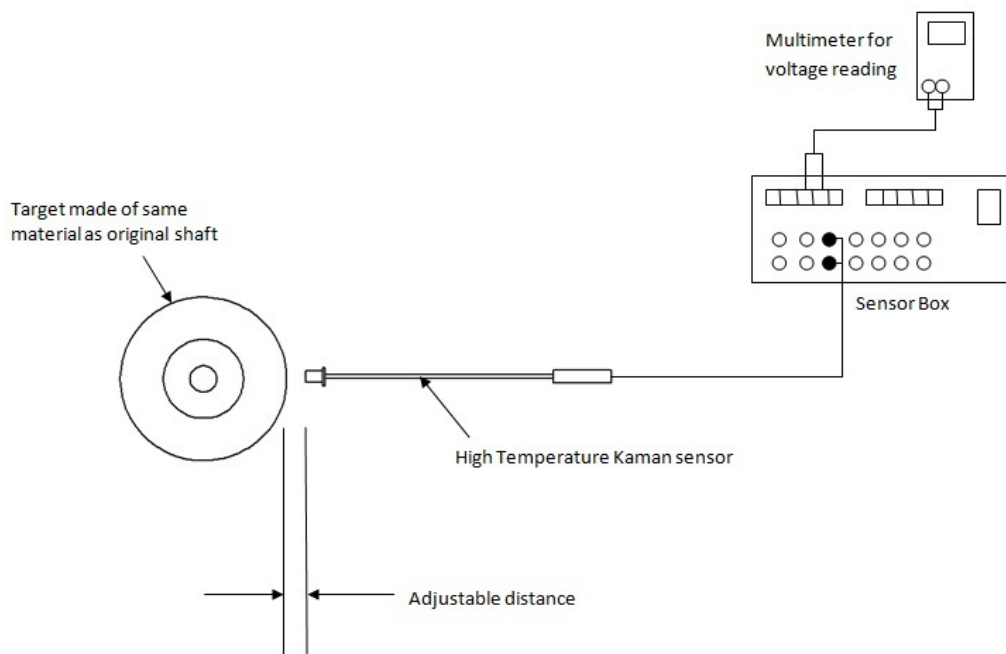 Multimeter for
voltage reading
Target made of same
material as original shaft
Sensor Box
High Temperature Kaman sensor
Adjustable distance